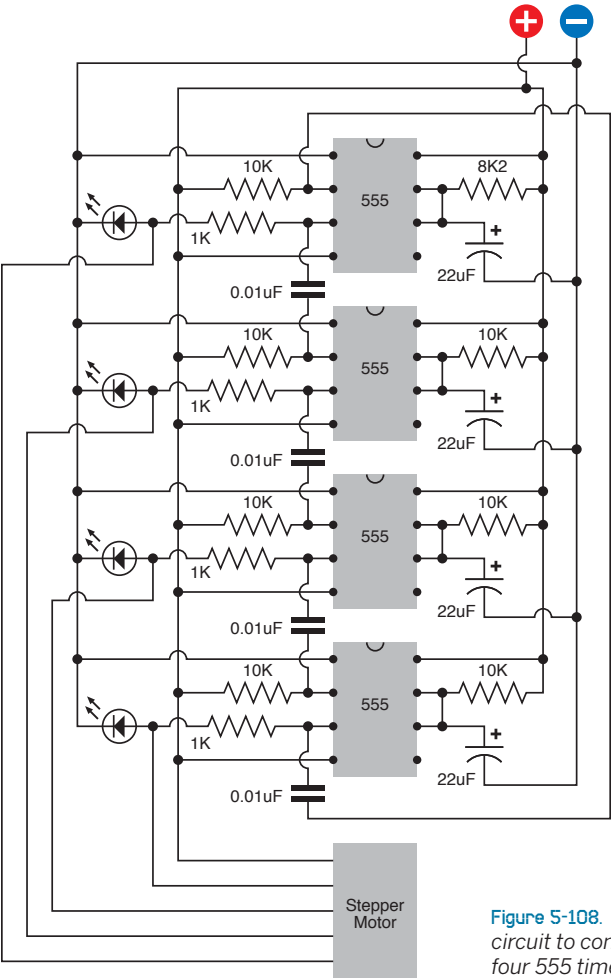 + −
10K
8K2
555
+
1K
22uF
0.01uF
10K
10K
555
+
1K
22uF
0.01uF
10K
10K
555
+
1K
22uF
0.01uF
10K
10K
555
+
1K
22uF
0.01uF
Stepper
Motor
Figure 5-108.
circuit to con
four 555 time